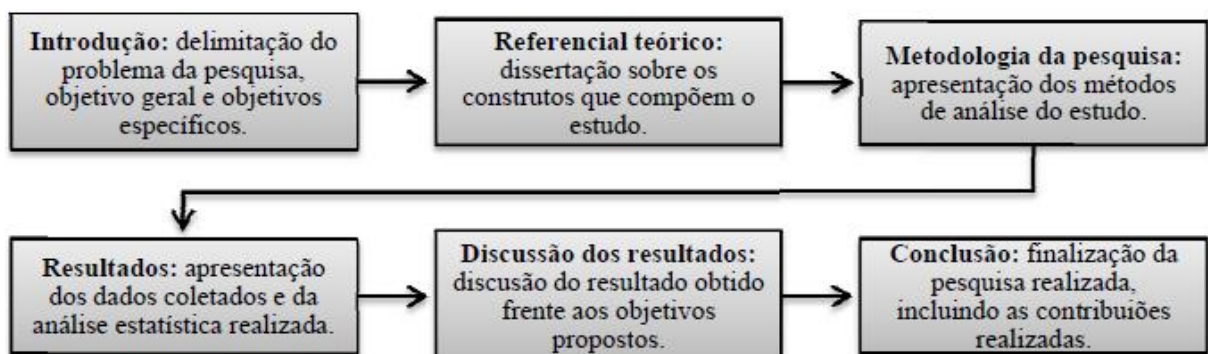 Introdução: delimitação do
problema da pesquisa,
objetivo geral e objetivos
específicos.
Referencial teórico:
dissertação sobre os
construtos que compõem o
estudo.
Metodologia da pesquisa:
apresentação dos métodos
de análise do estudo.
Resultados: apresentação
dos dados coletados e da
análise estatística realizada.
Discussão dos resultados:
discussão do resultado obtido
frente aos objetivos
propostos.
Conclusão: finalização da
pesquisa realizada,
incluindo as contribuiões
realizadas.